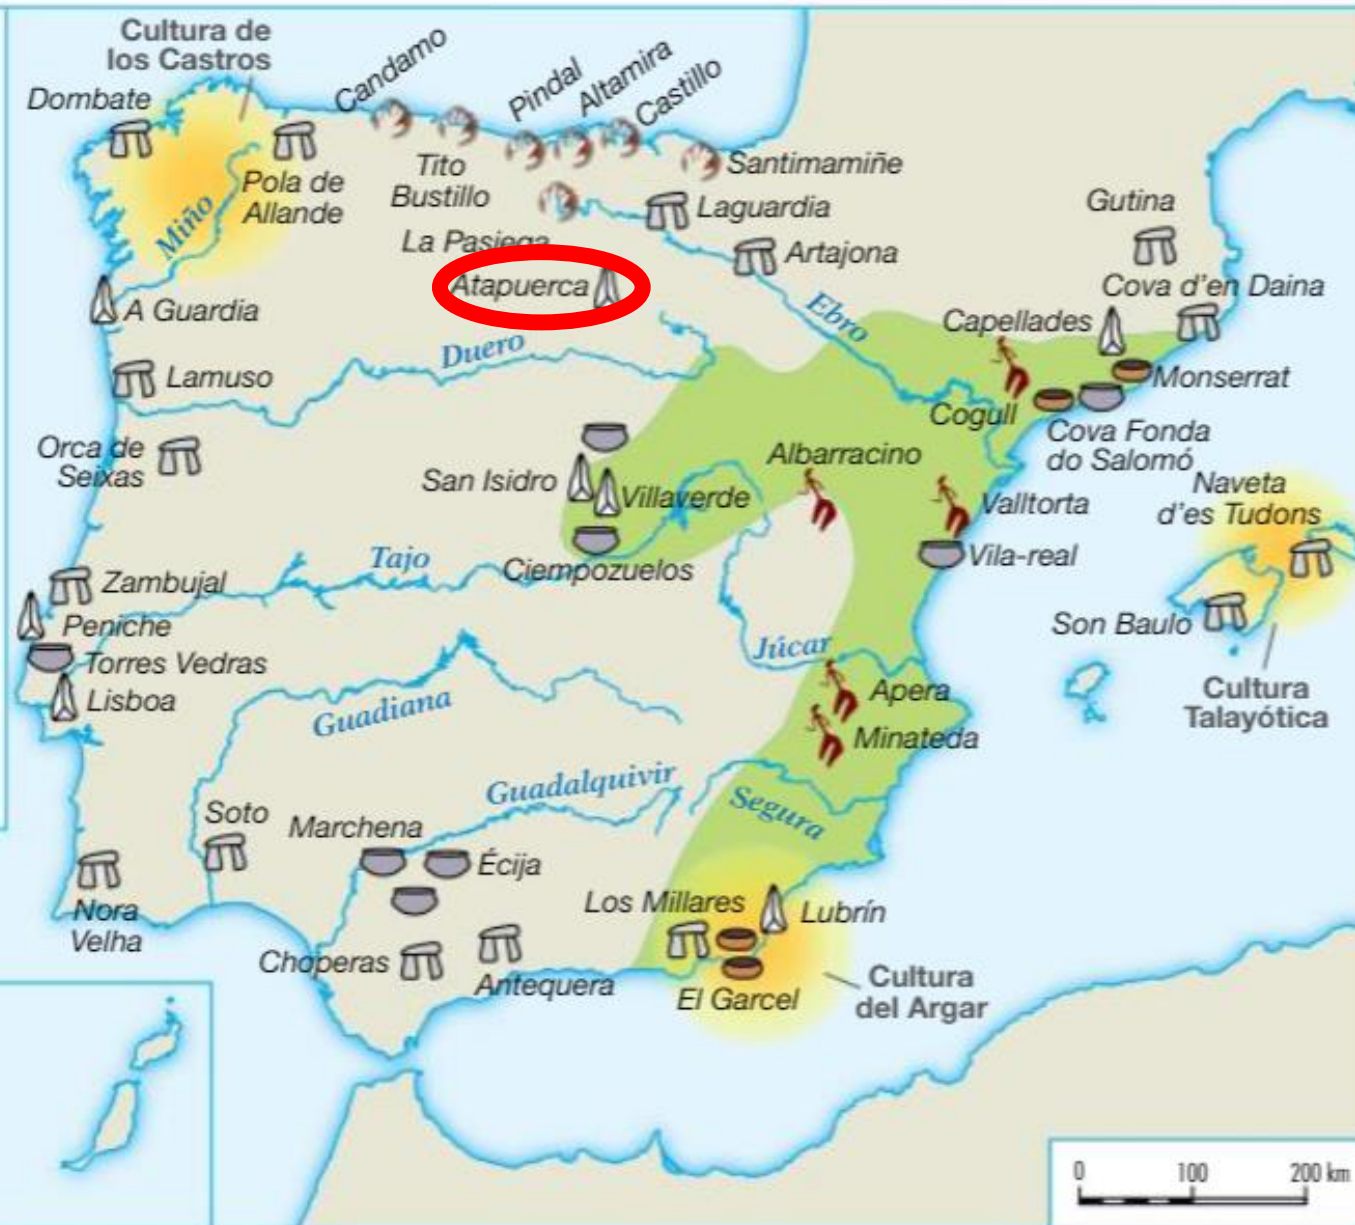 Cultura de
los Castros
Candamo
Pindal
Altamira
Castillo
Dombate
Tito
Bustillo
Santimamiñe
Pola de
Allande
Miño
Laguardia
Gutina
La Pasiega
Artajona
Atapuerca
Cova d'en Daina
A Guardia
Ebro
Capellades
Duero
Lamuso
Monserrat
Cogull
Cova Fonda
do Salomó
Orca de
Seixas
San Isidro
Villaverde
Albarracino
Naveta
d'es Tudons
Valltorta
Tajo
Ciempozuelos
Vila-real
Zambujal
Peniche
Son Baulo
Torres Vedras
Júcar
Lisboa
Guadiana
Apera
Cultura
Talayótica
Minateda
Guadalquivir
Segura
Soto
Marchena
Écija
Los Millares
Lubrín
Nora
Velha
Choperas
Antequera
El Garcel
Cultura
del Argar
0 100 200 km